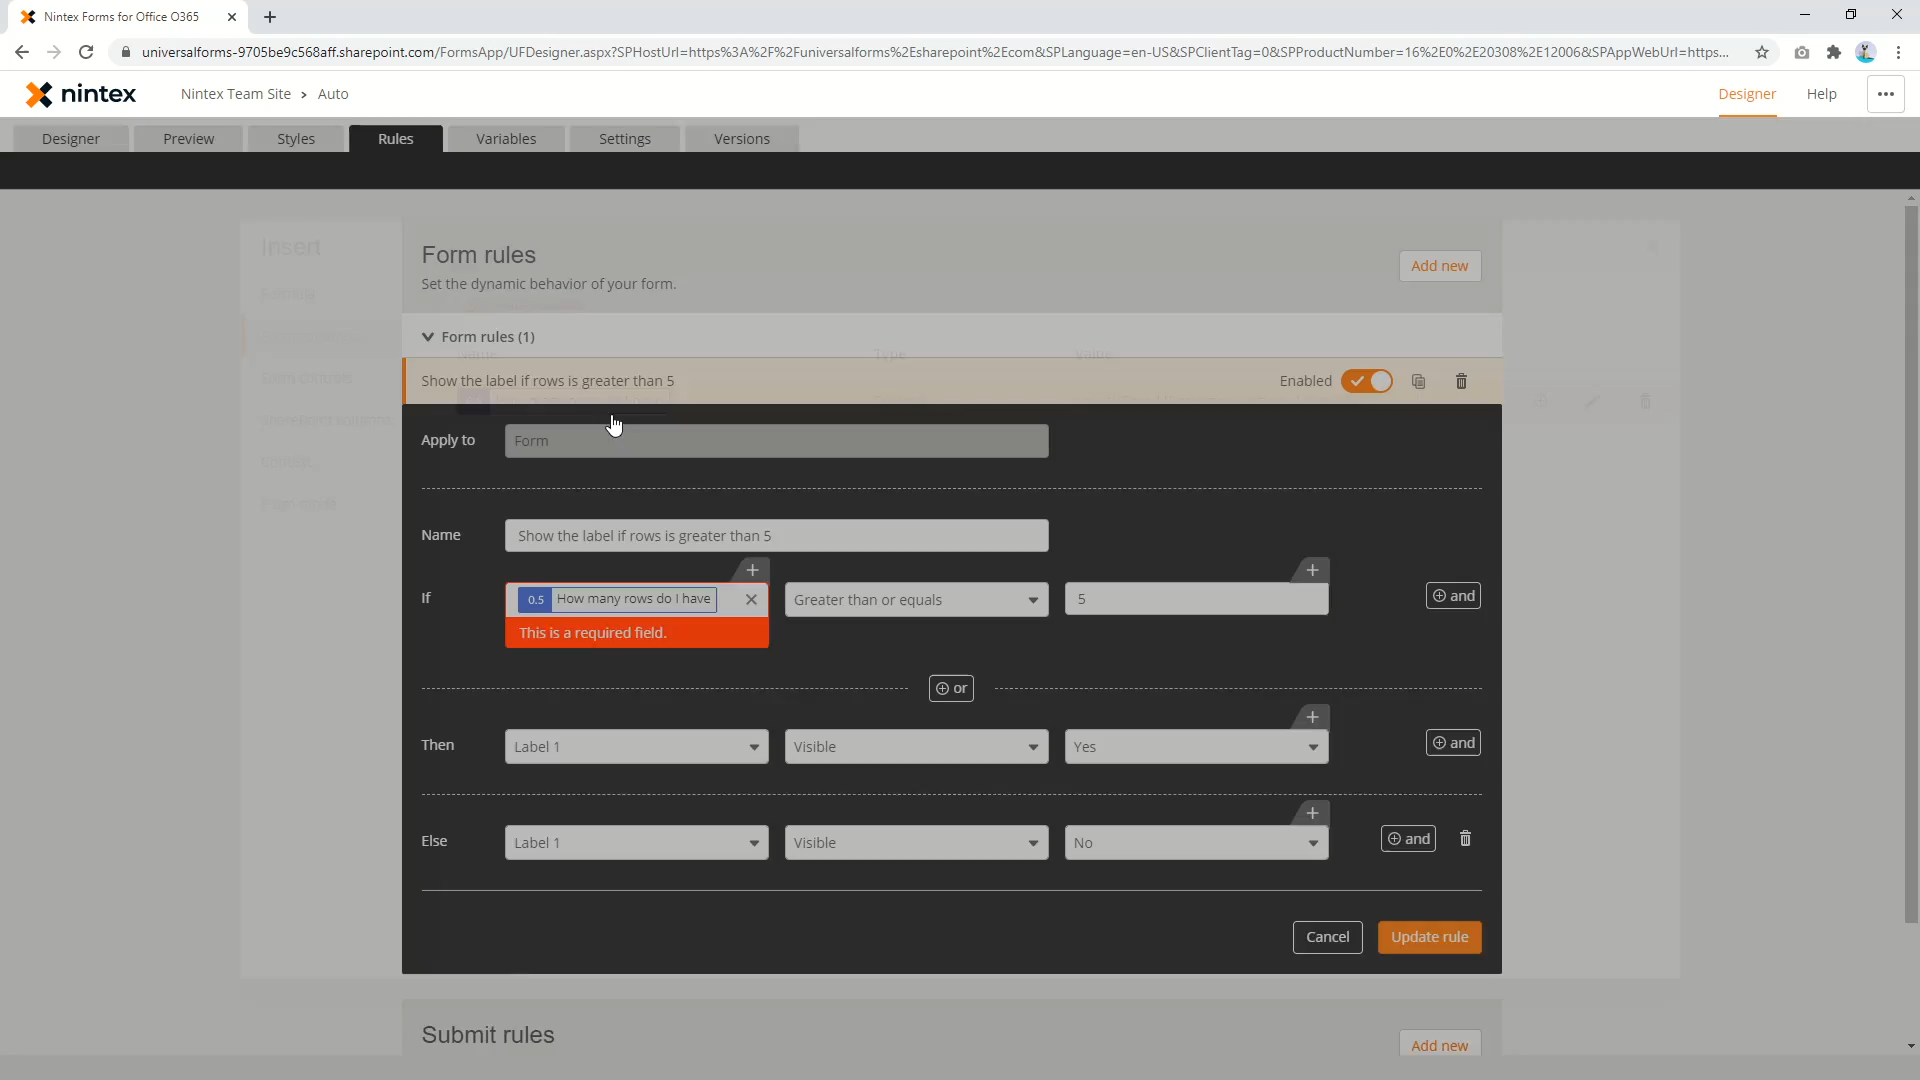 Nintex Forms for Office O365
universalforms-9705be9c568aff.sharepoint.com/FormsApp/UFDesigner.aspx?SPHostUrl=https%3A%2F%2Funiversalforms%2Esharepoint%2Ecom&SPLanguage=en-US&SPClientTag=0&SPProductNumber=16%2E0%2E20308%2E12006&SPAppWebUrl=https...
nintex
Nintex Team Site > Auto
Designer
Help
Designer
Preview
Styles
Rules
Variables
Settings
Versions
Insert
Form rules
Set the dynamic behavior of your form.
Add new
Form rules (1)
Name
Type
Value
Show the label if rows is greater than 5
Enabled
Apply to
Form
Name
Show the label if rows is greater than 5
If
0.5 How many rows do I have
Greater than or equals
5
and
This is a required field.
or
Then
Label 1
Visible
Yes
and
Else
Label 1
Visible
No
and
Cancel
Update rule
Submit rules
Add new